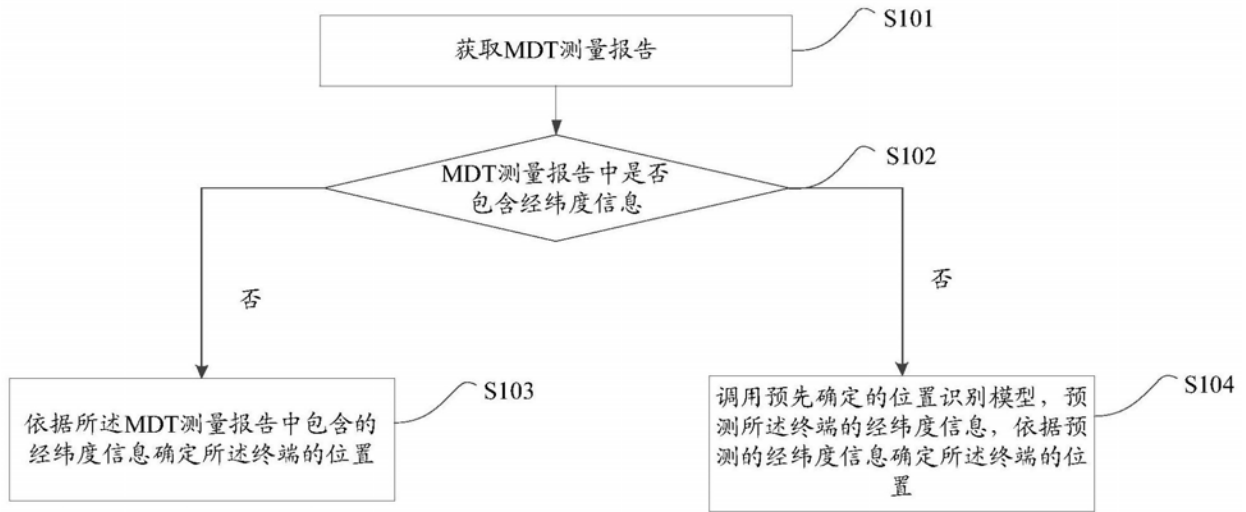 获取MDT测量报告
S101
MDT测量报告中是否
包含经纬度信息
S102
否
否
依据所述MDT测量报告中包含的
经纬度信息确定所述终端的位置
S103
调用预先确定的位置识别模型，预
测所述终端的经纬度信息，依据预
测的经纬度信息确定所述终端的位
置
S104